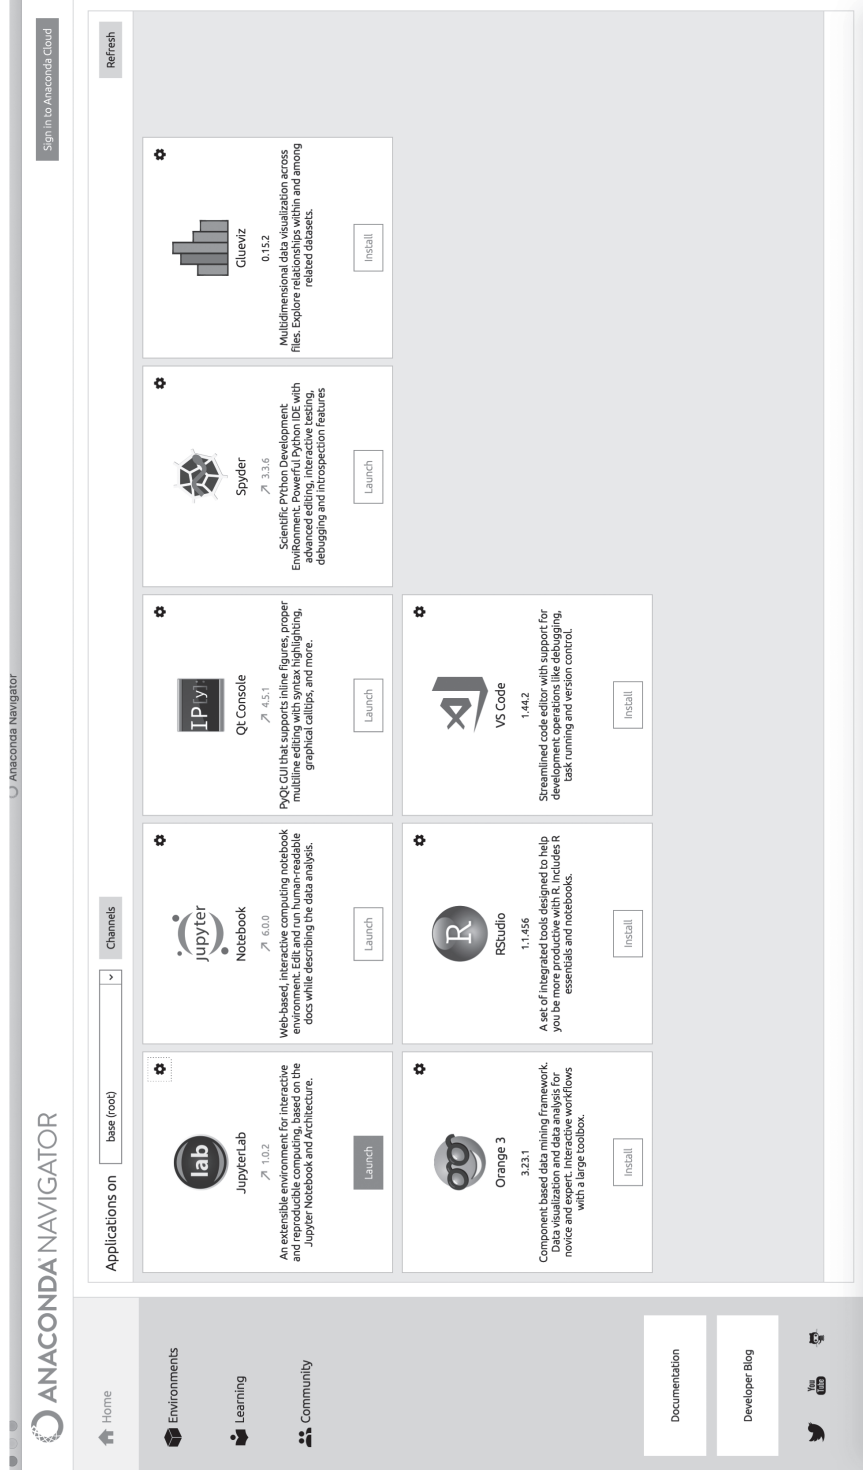 Anaconda Navigator
ANACONDA NAVIGATOR
Sign in to Anaconda Cloud
Home
Environments
Learning
Community
Documentation
Developer Blog
You
Tube
Applications on
base (root)
Channels
Refresh
lab
JupyterLab
1.0.2
An extensible environment for interactive
and reproducible computing, based on the
Jupyter Notebook and Architecture.
Launch
jupyter
Notebook
6.0.0
Web-based, interactive computing notebook
environment. Edit and run human-readable
docs while describing the data analysis.
Launch
IP[y]:
Qt Console
4.5.1
PyQt GUI that supports inline figures, proper
multiline editing with syntax highlighting,
graphical calltips, and more.
Launch
Spyder
3.3.6
Scientific PYthon Development
EnviRonment. Powerful Python IDE with
advanced editing, interactive testing,
debugging and introspection features
Launch
Glueviz
0.15.2
Multidimensional data visualization across
files. Explore relationships within and among
related datasets.
Install
Orange 3
3.23.1
Component based data mining framework.
Data visualization and data analysis for
novice and expert. Interactive workflows
with a large toolbox.
Install
R
RStudio
1.1.456
A set of integrated tools designed to help
you be more productive with R. Includes R
essentials and notebooks.
Install
VS Code
1.44.2
Streamlined code editor with support for
development operations like debugging,
task running and version control.
Install